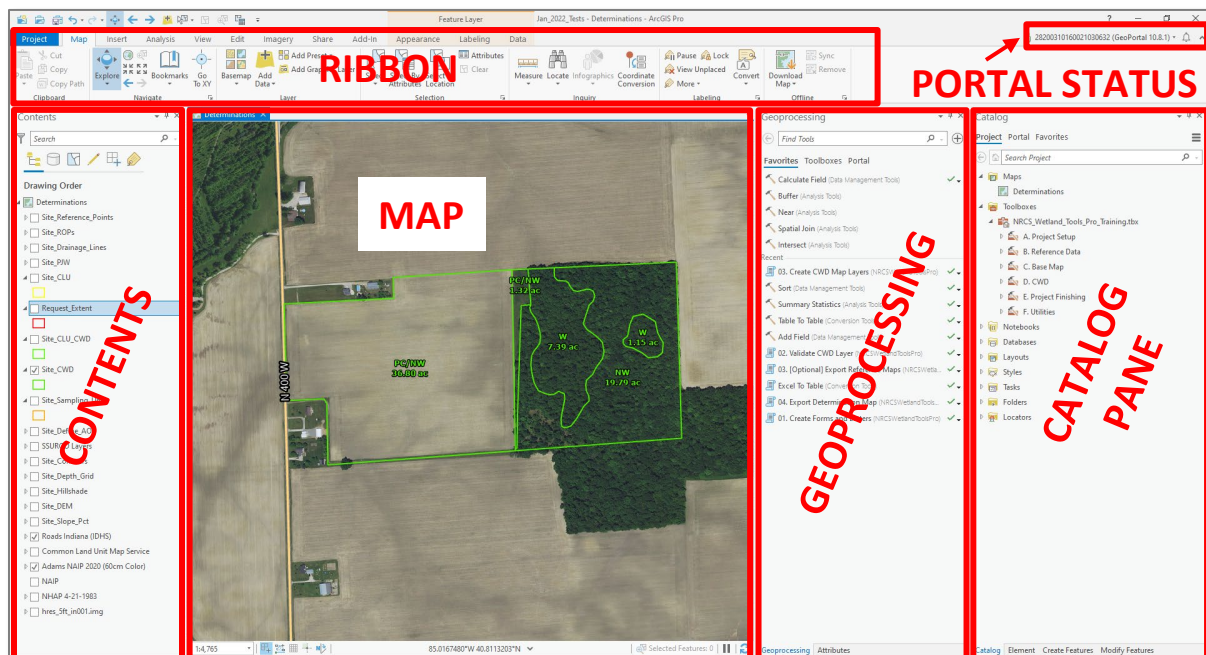 Feature Layer
Jan_2022_Tests - Determinations - ArcGIS Pro
?
Project Map Insert Analysis View Edit Imagery Share Add-In Appearance Labeling Data
28200310160021030632 (GeoPortal 10.8.1)
PORTAL STATUS
RIBBON
Paste
Cut
Copy
Copy Path
Clipboard
Explore
Bookmarks
Go To XY
Navigate
Basemap
Add Data
Add Preset
Add Graphics Layer
Layer
Attributes
Location
Attributes
Clear
Selection
Measure
Locate
Infographics
Coordinate Conversion
Inquiry
Pause
Lock
View Unplaced
More
Convert
Labeling
Download Map
Sync
Remove
Offline
Contents
Search
Drawing Order
Determinations
Site_Reference_Points
Site_ROPs
Site_Drainage_Lines
Site_PJW
Site_CLU
Request_Extent
Site_CLU_CWD
Site_CWD
SSURGO Layers
Site_Depth_Grid
Site_Hillshade
Site_DEM
Site_Slope_Pct
Roads Indiana (IDHS)
Common Land Unit Map Service
Adams NAIP 2020 (60cm Color)
NAIP
NHAP 4-21-1983
hres_5ft_in001.img
CONTENTS
Determinations
MAP
PC/NW
1.32 ac
W
7.39 ac
W
1.15 ac
PC/NW
36.80 ac
NW
19.79 ac
N 400 W
1:4,765
85.0167480°W 40.8113203°N
Selected Features: 0
Geoprocessing
Find Tools
Favorites Toolboxes Portal
Calculate Field (Data Management Tools)
Buffer (Analysis Tools)
Near (Analysis Tools)
Spatial Join (Analysis Tools)
Intersect (Analysis Tools)
Recent
03. Create CWD Map Layers
Sort (Data Management Tools)
Summary Statistics (Analysis
Table To Table (Conversion
Add Field (Data Management
02. Validate CWD Layer
03. [Optional] Export Maps
Excel To Table
04. Export Determination Map
01. Create Forms and (NRCSWetlandToolsPro)
GEOPROCESSING
Geoprocessing Attributes
Catalog
Project Portal Favorites
Search Project
Maps
Determinations
Toolboxes
NRCS_Wetland_Tools_Pro_Training.tbx
A. Project Setup
B. Reference Data
C. Base Map
D. CWD
E. Project Finishing
F. Utilities
Notebooks
Databases
Layouts
Styles
Tasks
Folders
Locators
CATALOG
PANE
Catalog Element Create Features Modify Features